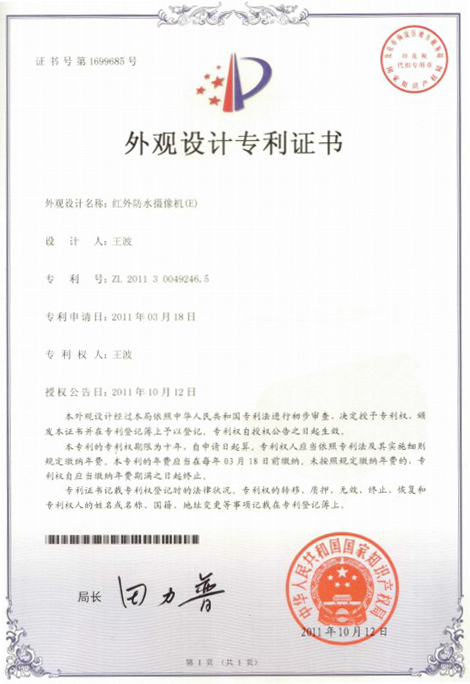 证书号第1699685号
印花税
代扣专用章
国家知识产权局
外观设计专利证书
外观设计名称：红外防水摄像机(E)
设计人：王波
专利号：ZL 2011 3 0049246.5
专利申请日：2011年03月18日
专利权人：王波
授权公告日：2011年10月12日
本外观设计经过本局依照中华人民共和国专利法进行初步审查，决定授予专利权，颁
发本证书并在专利登记簿上予以登记。专利权自授权公告之日起生效。
本专利的专利权期限为十年，自申请日起算。专利权人应当依照专利法及其实施细则
规定缴纳年费。本专利的年费应当在每年03月18日前缴纳。未按照规定缴纳年费的，专
利权自应当缴纳年费期满之日起终止。
专利证书记载专利权登记时的法律状况。专利权的转移、质押、无效、终止、恢复和
专利权人的姓名或名称、国籍、地址变更等事项记载在专利登记簿上。
局长 田力普
中华人民共和国国家知识产权局
2011年10月12日
第1页（共1页）